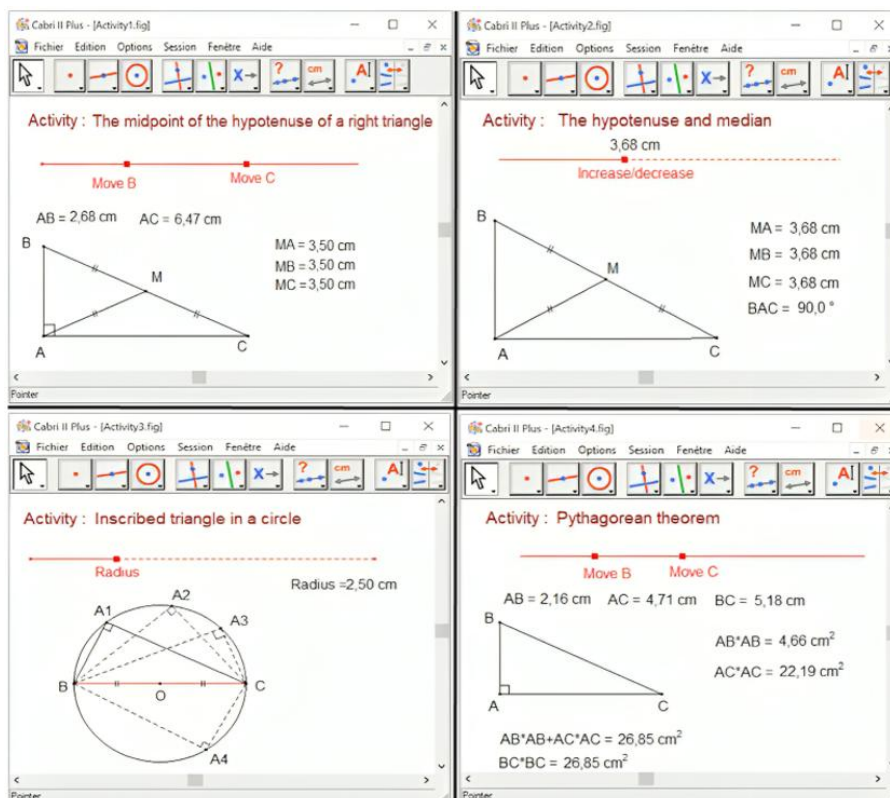 Cabri II Plus - [Activity1.fig]
Fichier Edition Options Session Fenêtre Aide
? cm A
Activity : The midpoint of the hypotenuse of a right triangle
Move B Move C
AB = 2,68 cm AC = 6,47 cm
MA = 3,50 cm
MB = 3,50 cm
MC = 3,50 cm
B
M
A C
Pointer
Cabri II Plus - [Activity2.fig]
Fichier Edition Options Session Fenêtre Aide
? cm A
Activity : The hypotenuse and median
3,68 cm
Increase/decrease
MA = 3,68 cm
MB = 3,68 cm
MC = 3,68 cm
BAC = 90,0 °
B
M
A C
Pointer
Cabri II Plus - [Activity3.fig]
Fichier Edition Options Session Fenêtre Aide
? cm A
Activity : Inscribed triangle in a circle
Radius
Radius =2,50 cm
A1 A2 A3
B O C
A4
Pointer
Cabri II Plus - [Activity4.fig]
Fichier Edition Options Session Fenêtre Aide
? cm A
Activity : Pythagorean theorem
Move B Move C
AB = 2,16 cm AC = 4,71 cm BC = 5,18 cm
B
AB*AB = 4,66 cm²
AC*AC = 22,19 cm²
A C
AB*AB+AC*AC = 26,85 cm²
BC*BC = 26,85 cm²
Pointer